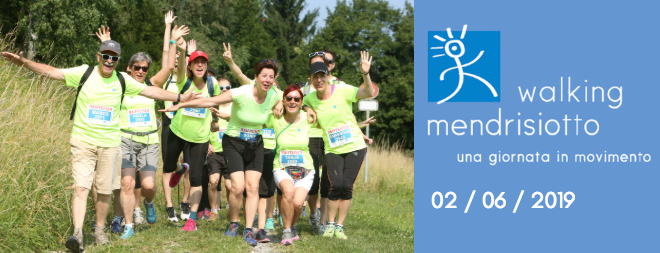 walking
mendrisiotto
una giornata in movimento
02 / 06 / 2019